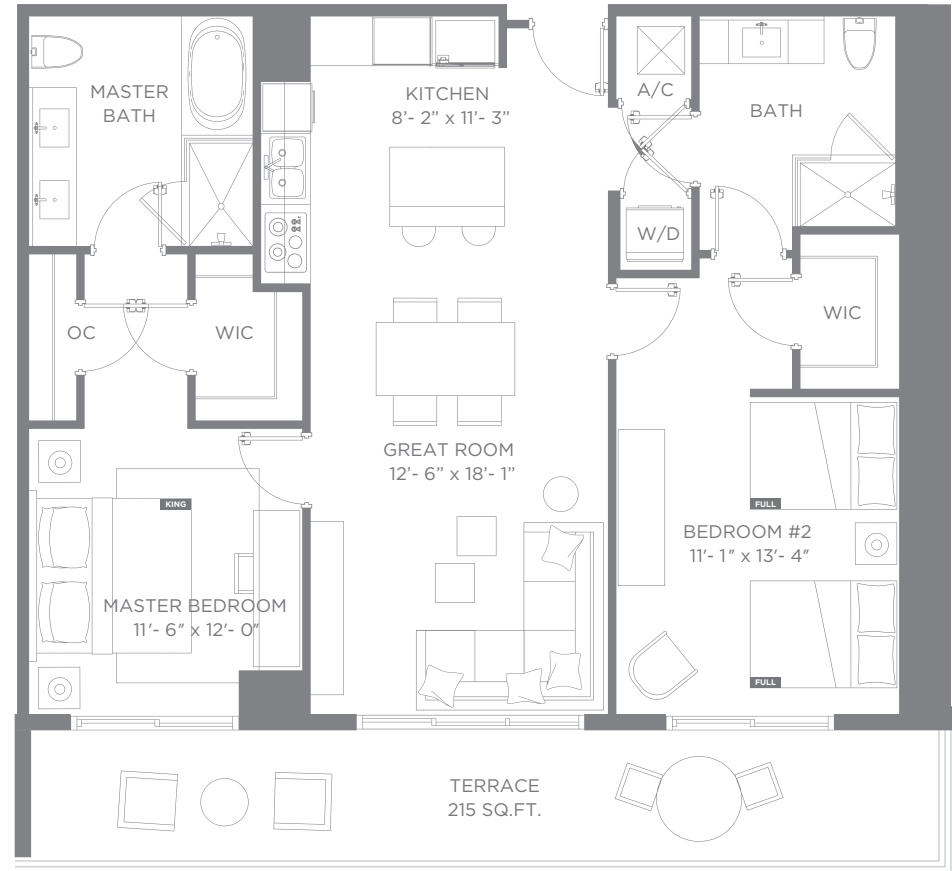 MASTER
BATH
KITCHEN
8’- 2” x 11’- 3”
A/C
BATH
W/D
OC
WIC
WIC
GREAT ROOM
12’- 6” x 18’- 1”
KING
FULL
BEDROOM #2
11’- 1” x 13’- 4”
MASTER BEDROOM
11’- 6” x 12’- 0”
FULL
TERRACE
215 SQ.FT.